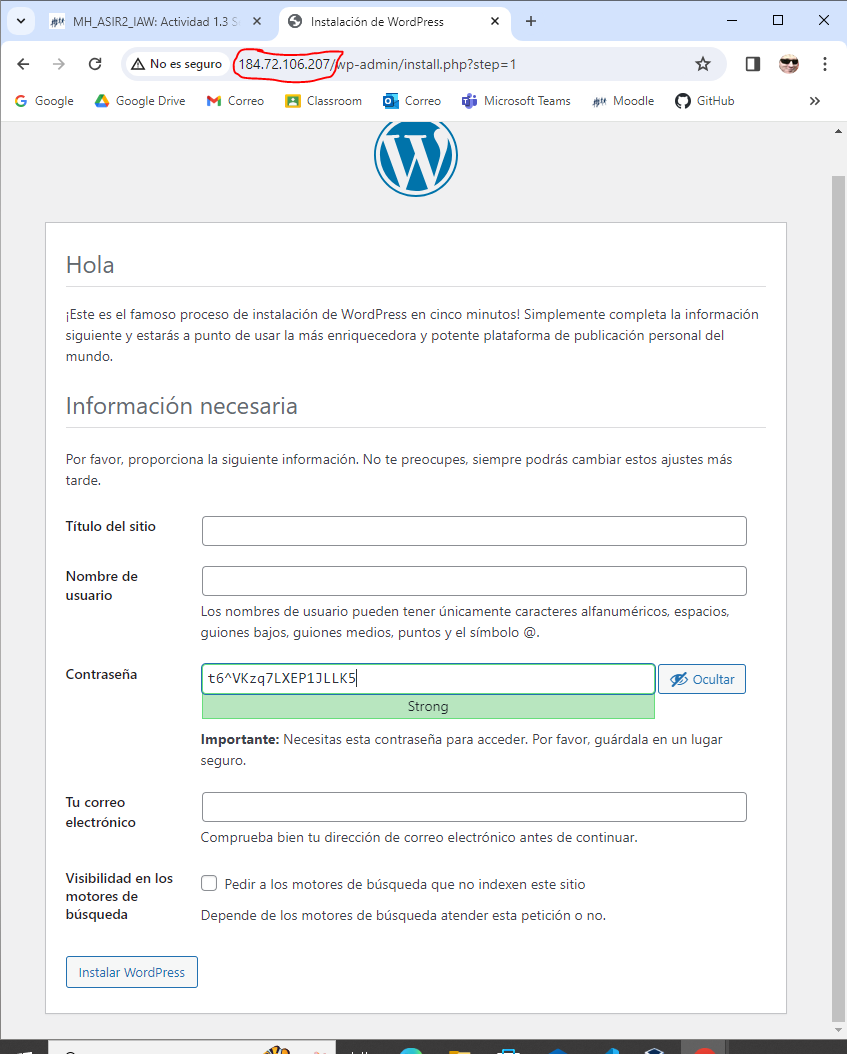 MH_ASIR2_IAW: Actividad 1.3 S
Instalación de WordPress
No es seguro
184.72.106.207/wp-admin/install.php?step=1
Google
Google Drive
Correo
Classroom
Correo
Microsoft Teams
Moodle
GitHub
Hola
¡Este es el famoso proceso de instalación de WordPress en cinco minutos! Simplemente completa la información
siguiente y estarás a punto de usar la más enriquecedora y potente plataforma de publicación personal del
mundo.
Información necesaria
Por favor, proporciona la siguiente información. No te preocupes, siempre podrás cambiar estos ajustes más
tarde.
Título del sitio
Nombre de
usuario
Los nombres de usuario pueden tener únicamente caracteres alfanuméricos, espacios,
guiones bajos, guiones medios, puntos y el símbolo @.
Contraseña
t6^VKzq7LXEP1JLLK5
Ocultar
Strong
Importante: Necesitas esta contraseña para acceder. Por favor, guárdala en un lugar
seguro.
Tu correo
electrónico
Comprueba bien tu dirección de correo electrónico antes de continuar.
Visibilidad en los
motores de
búsqueda
Pedir a los motores de búsqueda que no indexen este sitio
Depende de los motores de búsqueda atender esta petición o no.
Instalar WordPress